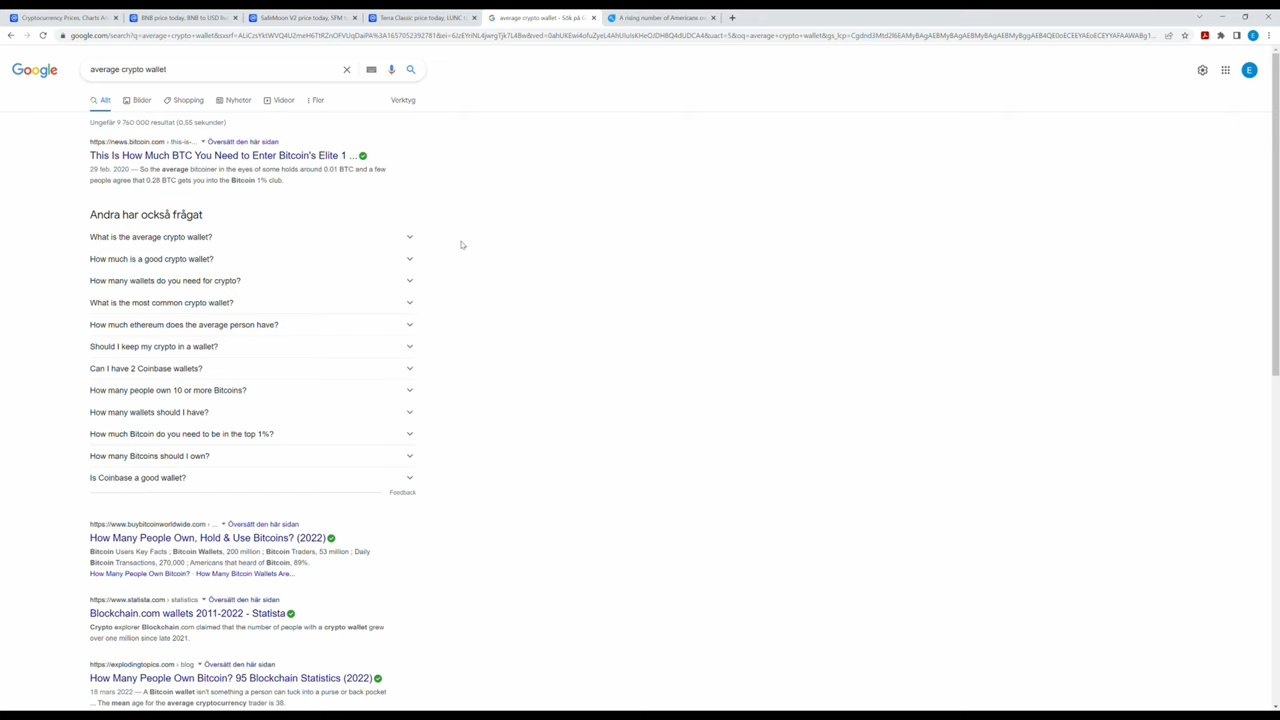 Cryptocurrency Prices, Charts An
BNB price today, BNB to USD live
SafeMoon V2 price today, SFM to
Terra Classic price today, LUNC t
average crypto wallet - Sök på G
A rising number of Americans ow
Google
average crypto wallet
E
Allt
Bilder
Shopping
Nyheter
Videor
Fler
Verktyg
Ungefär 9 760 000 resultat (0,55 sekunder)
https://news.bitcoin.com › this-is-... Översätt den här sidan
This Is How Much BTC You Need to Enter Bitcoin's Elite 1 ...
29 feb. 2020 — So the average bitcoiner in the eyes of some holds around 0.01 BTC and a few
people agree that 0.28 BTC gets you into the Bitcoin 1% club.
Andra har också frågat
What is the average crypto wallet?
How much is a good crypto wallet?
How many wallets do you need for crypto?
What is the most common crypto wallet?
How much ethereum does the average person have?
Should I keep my crypto in a wallet?
Can I have 2 Coinbase wallets?
How many people own 10 or more Bitcoins?
How many wallets should I have?
How much Bitcoin do you need to be in the top 1%?
How many Bitcoins should I own?
Is Coinbase a good wallet?
Feedback
https://www.buybitcoinworldwide.com › ... Översätt den här sidan
How Many People Own, Hold & Use Bitcoins? (2022)
Bitcoin Users Key Facts ; Bitcoin Wallets, 200 million ; Bitcoin Traders, 53 million ; Daily
Bitcoin Transactions, 270,000 ; Americans that heard of Bitcoin, 89%.
How Many People Own Bitcoin? · How Many Bitcoin Wallets Are...
https://www.statista.com › statistics Översätt den här sidan
Blockchain.com wallets 2011-2022 - Statista
Crypto explorer Blockchain.com claimed that the number of people with a crypto wallet grew
over one million since late 2021.
https://explodingtopics.com › blog Översätt den här sidan
How Many People Own Bitcoin? 95 Blockchain Statistics (2022)
18 mars 2022 — A Bitcoin wallet isn't something a person can tuck into a purse or back pocket
... The mean age for the average cryptocurrency trader is 38.